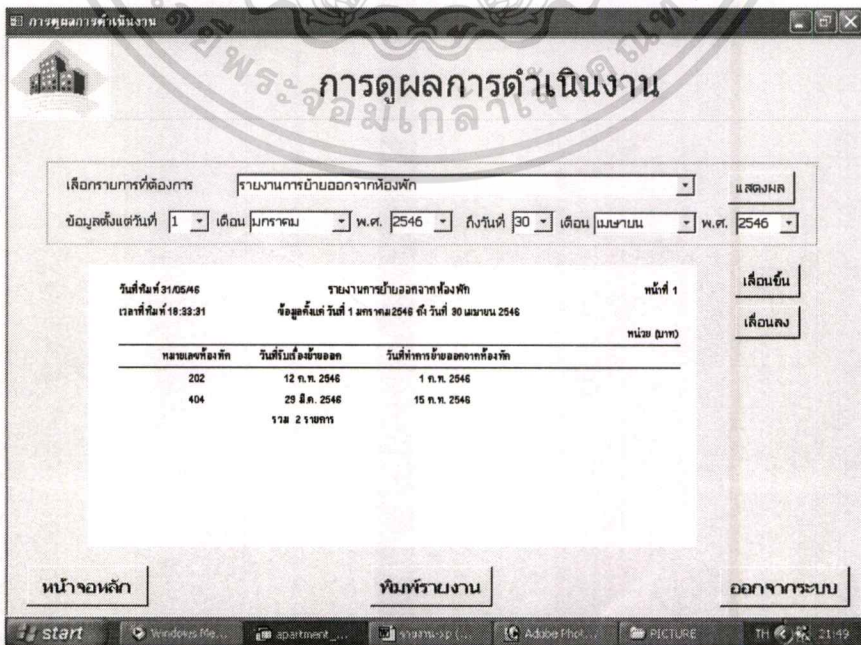 การดูผลการดำเนินงาน
การดูผลการดำเนินงาน
เลือกรายการที่ต้องการ รายงานการย้ายออกจากห้องพัก แสดงผล
ข้อมูลตั้งแต่วันที่ 1 เดือน มกราคม พ.ศ. 2546 ถึงวันที่ 30 เดือน เมษายน พ.ศ. 2546
วันที่พิมพ์ 31/05/46 รายงานการย้ายออกจากห้องพัก หน้าที่ 1 เลื่อนขึ้น
เวลาที่พิมพ์ 18:33:31 ข้อมูลตั้งแต่ วันที่ 1 มกราคม 2546 ถึง วันที่ 30 เมษายน 2546 เลื่อนลง
หน่วย (บาท)
หมายเลขห้องพัก วันที่รับเรื่องย้ายออก วันที่ทำการย้ายออกจากห้องพัก
202 12 ก.พ. 2546 1 ก.พ. 2546
404 29 มี.ค. 2546 15 ก.พ. 2546
รวม 2 รายการ
หน้าจอหลัก พิมพ์รายงาน ออกจากระบบ
start Windows Me... apartment_... รายงาน-xp (... Adobe Phot... PICTURE TH 21:49